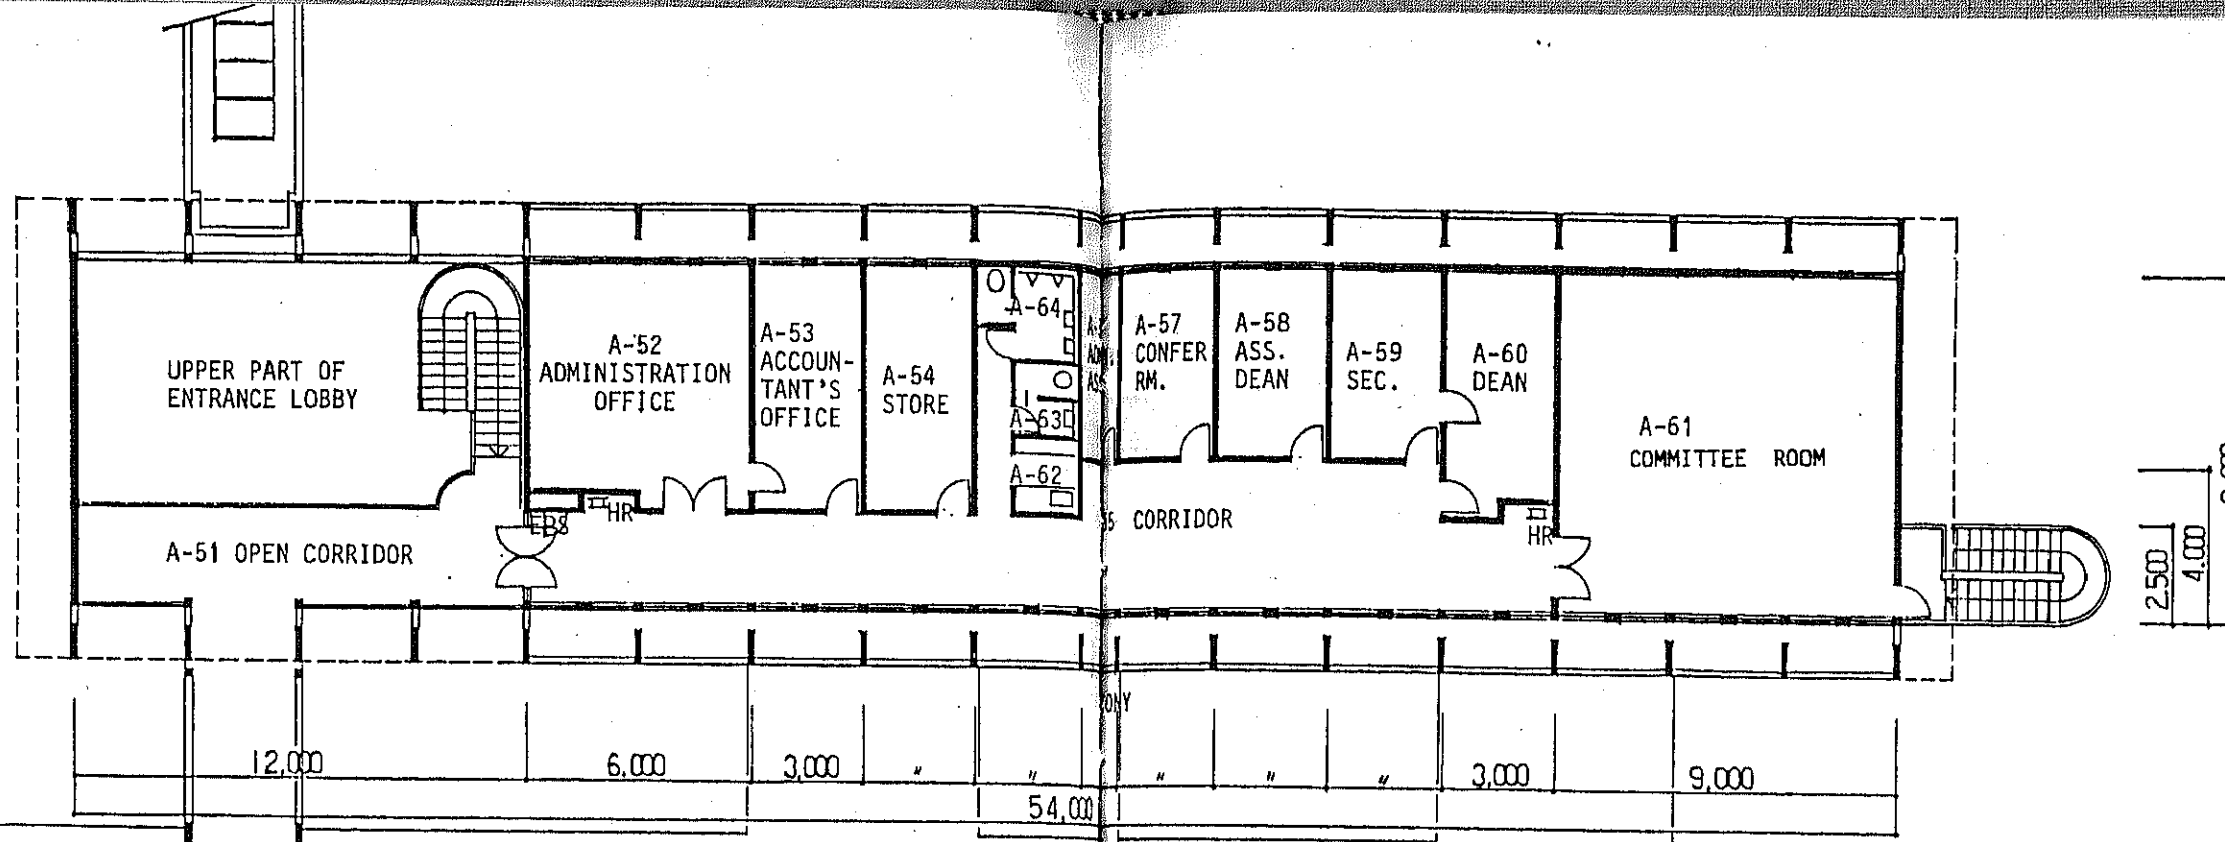 UPPER PART OF
ENTRANCE LOBBY
A-51 OPEN CORRIDOR
EBS
HR
A-52
ADMINISTRATION
OFFICE
A-53
ACCOUN-
TANT'S
OFFICE
A-54
STORE
A-64
A-63
A-62
A-57
CONFER
RM.
A-58
ASS.
DEAN
A-59
SEC.
A-60
DEAN
CORRIDOR
HR
A-61
COMMITTEE ROOM
2.500
4.000
12,000
6.000
3,000
"
"
"
"
"
3,000
9,000
54,000